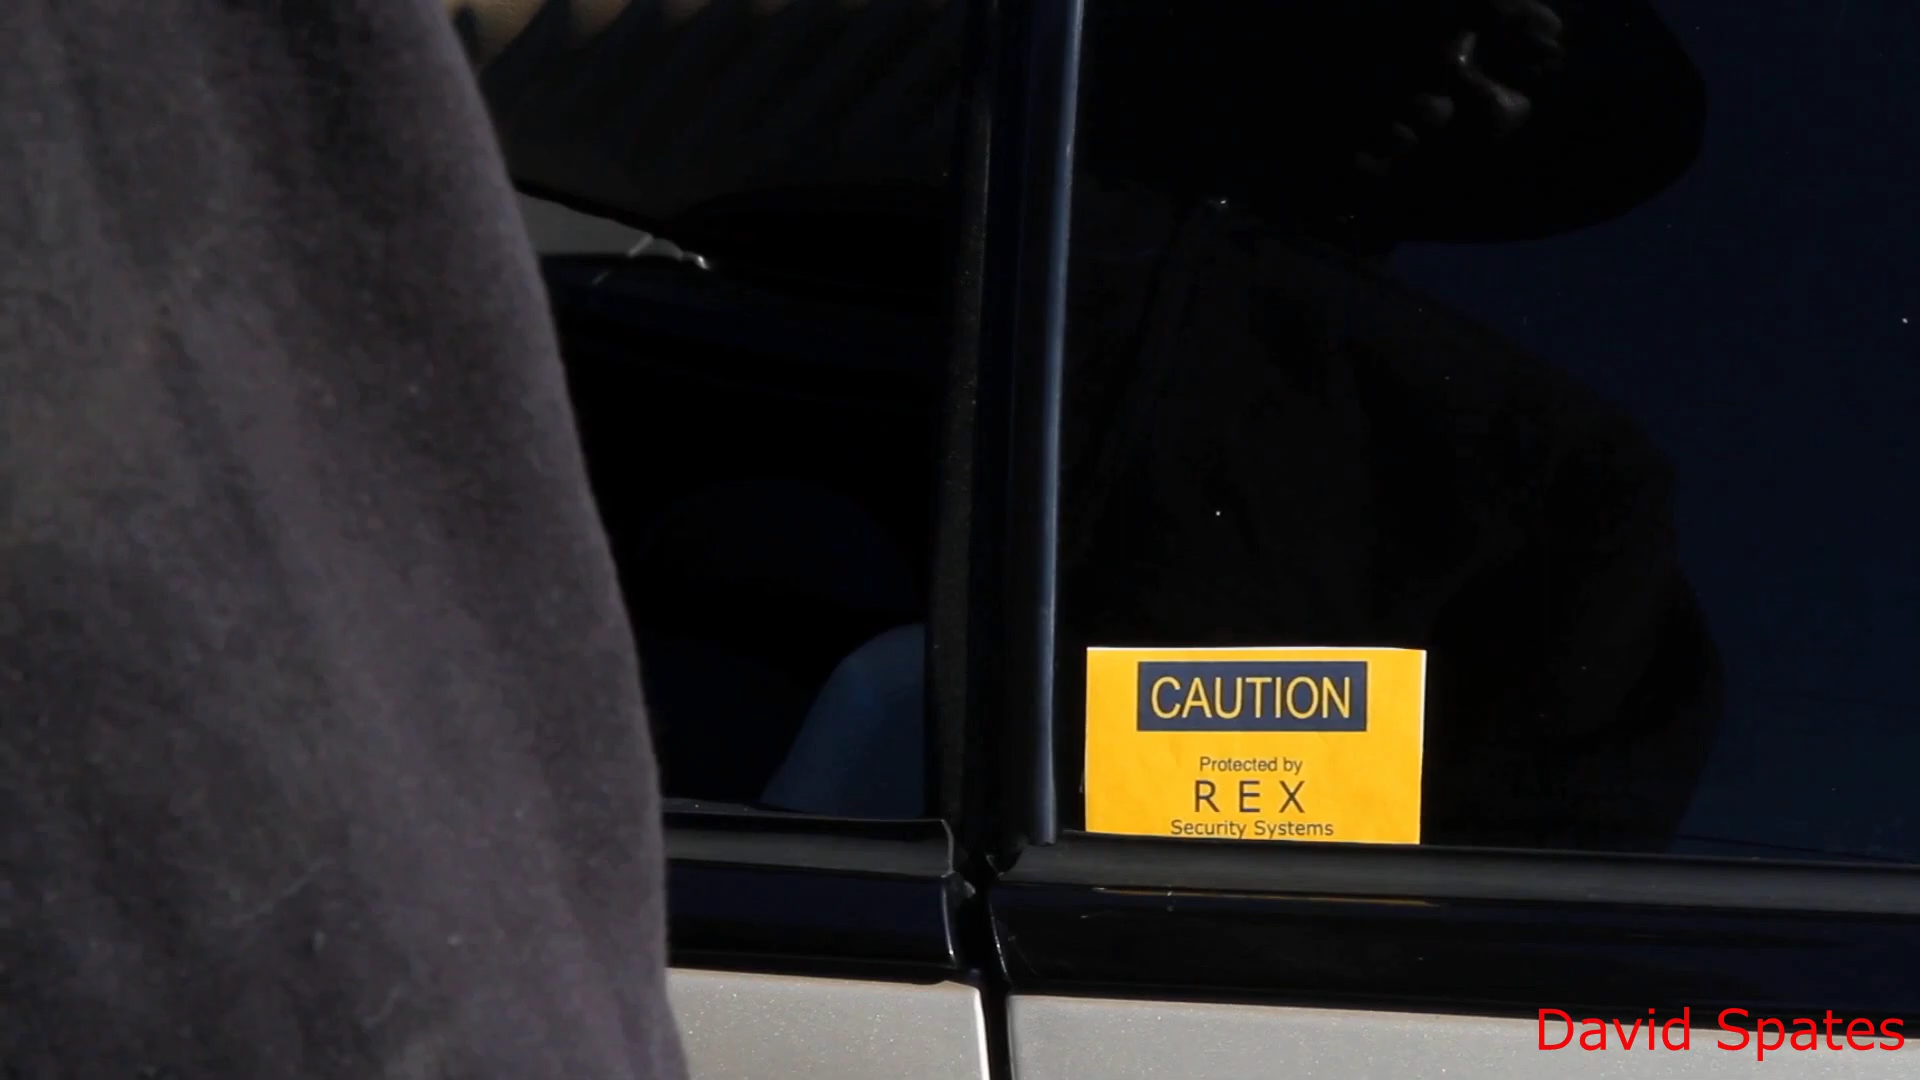 CAUTION
Protected by
REX
Security Systems
David Spates